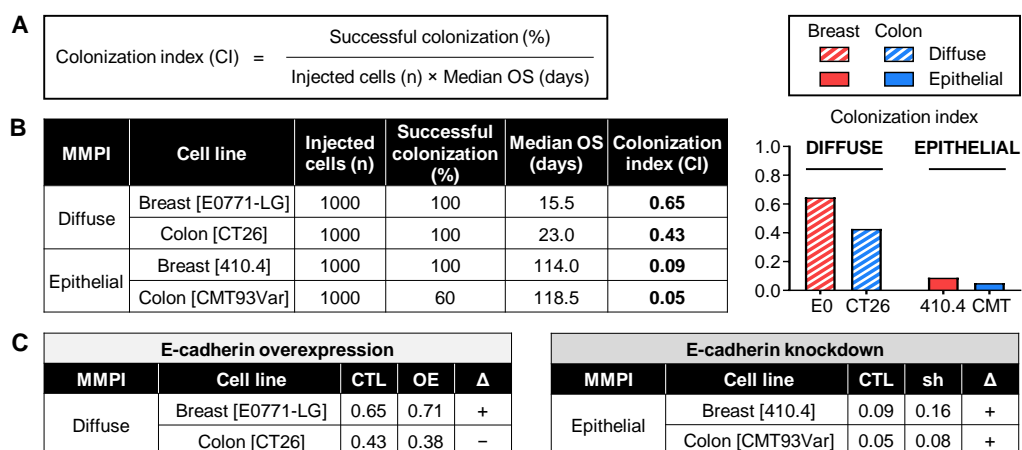 A
Colonization index (CI) = Successful colonization (%)
Injected cells (n) × Median OS (days)
Breast Colon
Diffuse
Epithelial
B
MMPI Cell line Injected cells (n) Successful colonization (%) Median OS (days) Colonization index (CI)
Diffuse Breast [E0771-LG] 1000 100 15.5 0.65
Colon [CT26] 1000 100 23.0 0.43
Epithelial Breast [410.4] 1000 100 114.0 0.09
Colon [CMT93Var] 1000 60 118.5 0.05
Colonization index
DIFFUSE EPITHELIAL
1.0
0.8
0.6
0.4
0.2
0.0
E0 CT26 410.4 CMT
C
E-cadherin overexpression
MMPI Cell line CTL OE Δ
Diffuse Breast [E0771-LG] 0.65 0.71 +
Colon [CT26] 0.43 0.38 −
E-cadherin knockdown
MMPI Cell line CTL sh Δ
Epithelial Breast [410.4] 0.09 0.16 +
Colon [CMT93Var] 0.05 0.08 +